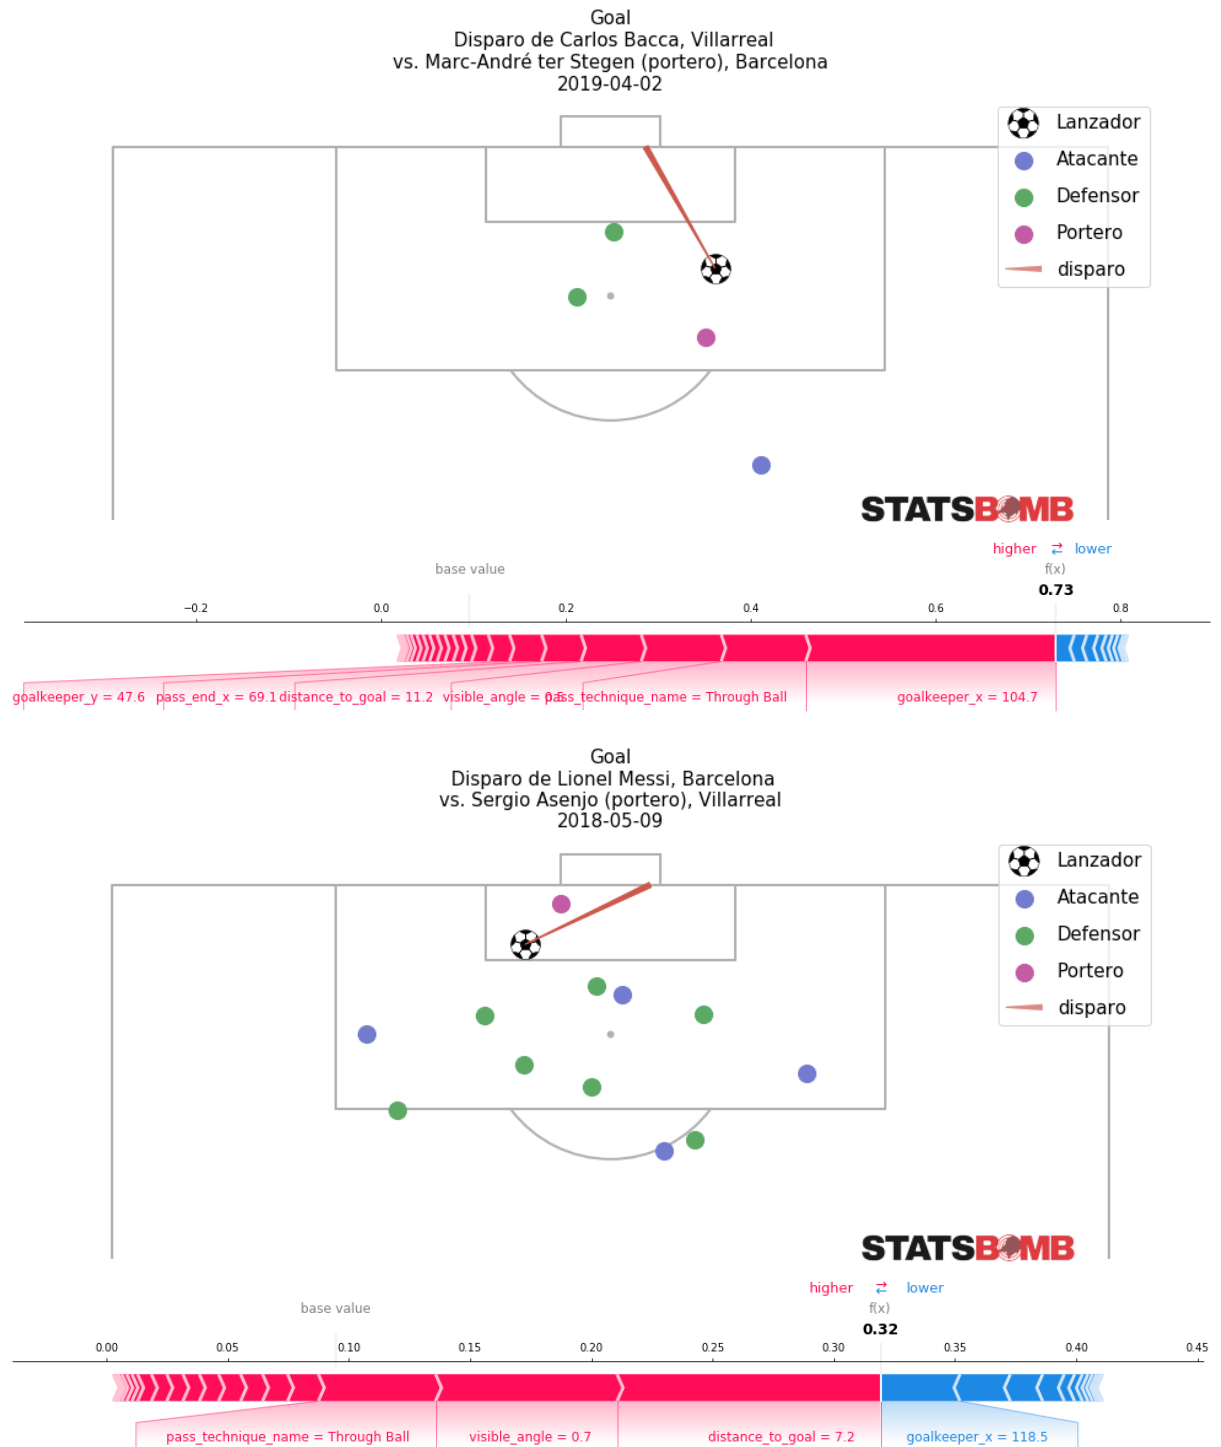 Goal
Disparo de Carlos Bacca, Villarreal
vs. Marc-André ter Stegen (portero), Barcelona
2019-04-02
Lanzador
Atacante
Defensor
Portero
disparo
STATSBOMB
higher ⇄ lower
base value f(x)
0.73
−0.2 0.0 0.2 0.4 0.6 0.8
goalkeeper_y = 47.6 pass_end_x = 69.1 distance_to_goal = 11.2 visible_angle = 0.5 pass_technique_name = Through Ball goalkeeper_x = 104.7
Goal
Disparo de Lionel Messi, Barcelona
vs. Sergio Asenjo (portero), Villarreal
2018-05-09
Lanzador
Atacante
Defensor
Portero
disparo
STATSBOMB
higher ⇄ lower
base value f(x)
0.32
0.00 0.05 0.10 0.15 0.20 0.25 0.30 0.35 0.40 0.45
pass_technique_name = Through Ball visible_angle = 0.7 distance_to_goal = 7.2 goalkeeper_x = 118.5